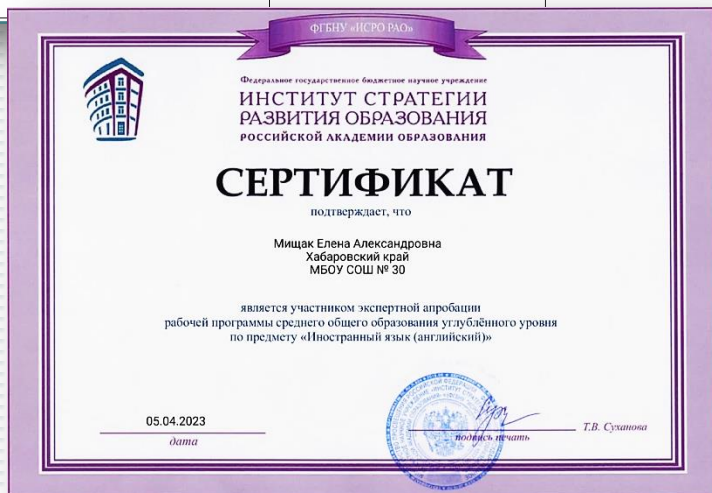 ФГБНУ «ИСРО РАО»
Федеральное государственное бюджетное научное учреждение
ИНСТИТУТ СТРАТЕГИИ
РАЗВИТИЯ ОБРАЗОВАНИЯ
РОССИЙСКОЙ АКАДЕМИИ ОБРАЗОВАНИЯ
СЕРТИФИКАТ
подтверждает, что
Мищак Елена Александровна
Хабаровский край
МБОУ СОШ № 30
является участником экспертной апробации
рабочей программы среднего общего образования углублённого уровня
по предмету «Иностранный язык (английский)»
05.04.2023
дата
подпись печать
Т.В. Суханова